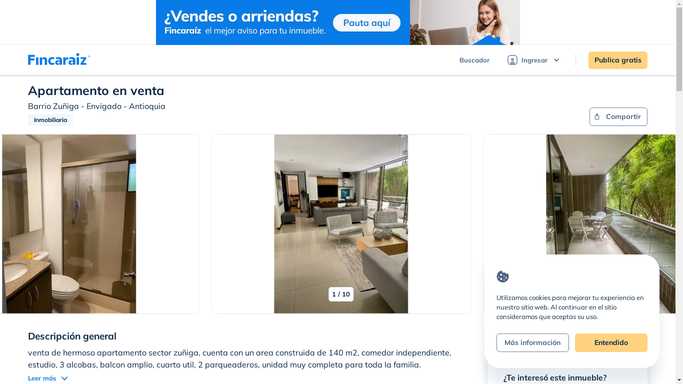 ¿Vendes o arriendas?
Fincaraiz el mejor aviso para tu inmueble.
Pauta aquí
Fincaraiz
Buscador
Ingresar
Publica gratis
Apartamento en venta
Barrio Zuñiga - Envigado - Antioquia
Inmobiliaria
Compartir
1 / 10
Utilizamos cookies para mejorar tu experiencia en
nuestro sitio web. Al continuar en el sitio
consideramos que aceptas su uso.
Más información
Entendido
Descripción general
venta de hermoso apartamento sector zuñiga, cuenta con un area construida de 140 m2, comedor independiente,
estudio, 3 alcobas, balcon amplio, cuarto util, 2 parqueaderos, unidad muy completa para toda la familia.
Leer más
¿Te interesó este inmueble?